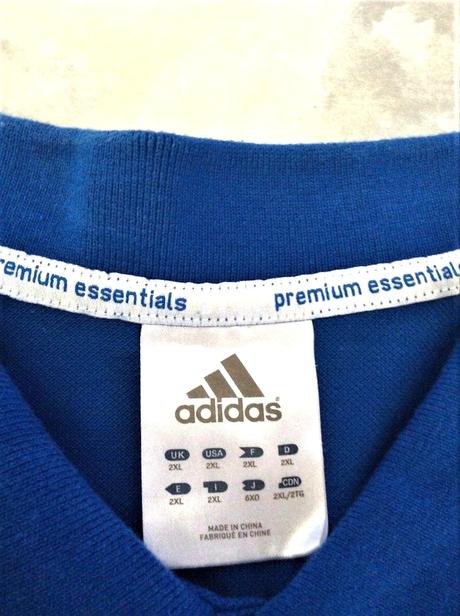 premium essentials premium essentials
adidas
UK USA F D
2XL 2XL 2XL 2XL
E I J CDN
2XL 2XL 6XO 2XL/2TG
MADE IN CHINA
FABRIQUÉ EN CHINE